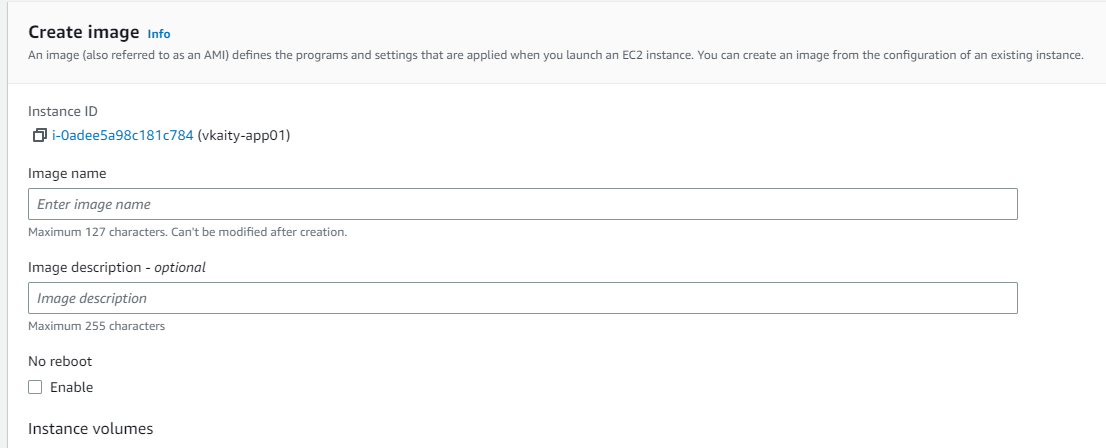 Create image Info
An image (also referred to as an AMI) defines the programs and settings that are applied when you launch an EC2 instance. You can create an image from the configuration of an existing instance.
Instance ID
i-0adee5a98c181c784 (vkaity-app01)
Image name
Enter image name
Maximum 127 characters. Can't be modified after creation.
Image description - optional
Image description
Maximum 255 characters
No reboot
Enable
Instance volumes